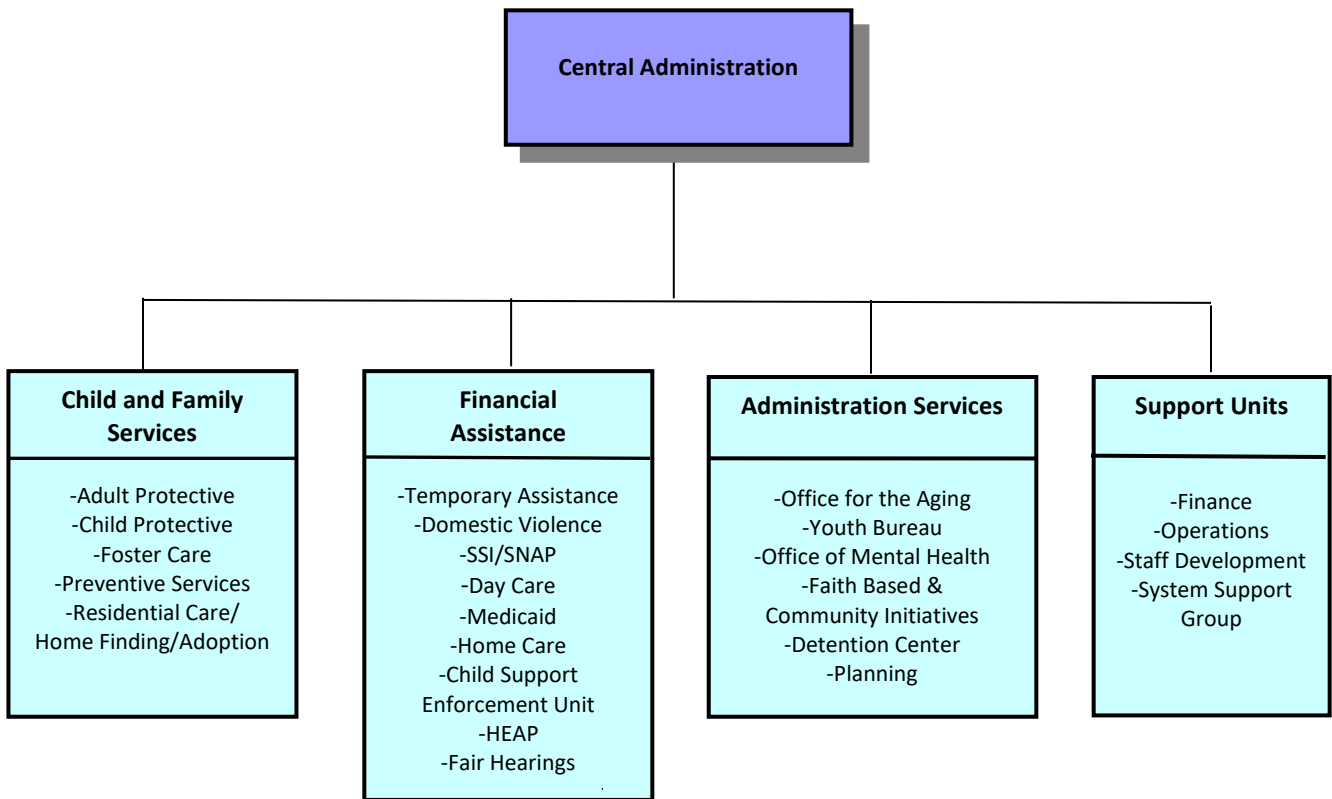 Central Administration
Child and Family
Services
-Adult Protective
-Child Protective
-Foster Care
-Preventive Services
-Residential Care/
Home Finding/Adoption
Financial
Assistance
-Temporary Assistance
-Domestic Violence
-SSI/SNAP
-Day Care
-Medicaid
-Home Care
-Child Support
Enforcement Unit
-HEAP
-Fair Hearings
.
Administration Services
-Office for the Aging
-Youth Bureau
-Office of Mental Health
-Faith Based &
Community Initiatives
-Detention Center
-Planning
Support Units
-Finance
-Operations
-Staff Development
-System Support
Group